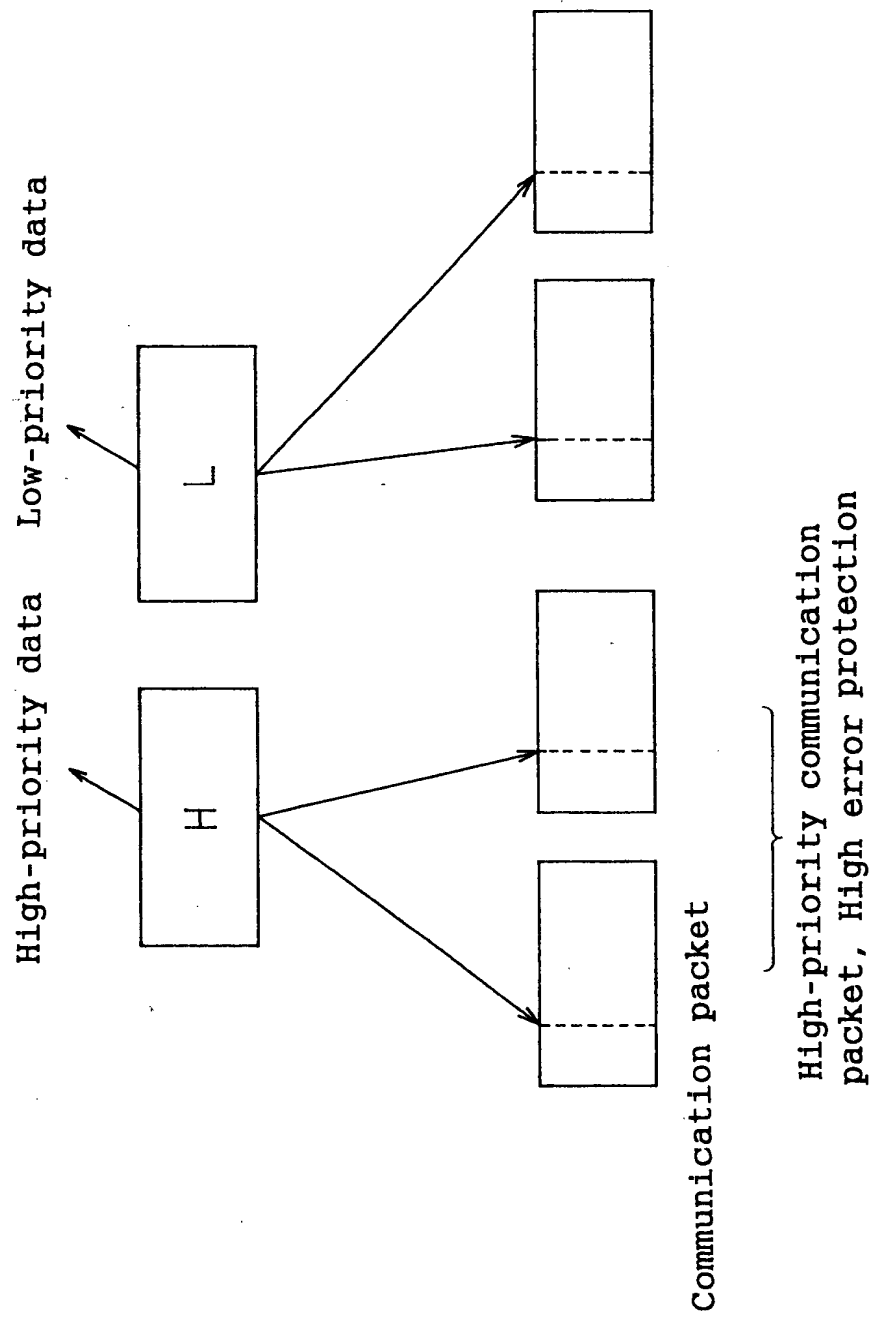 High-priority data
Low-priority data
H
L
Communication packet
High-priority communication
packet, High error protection